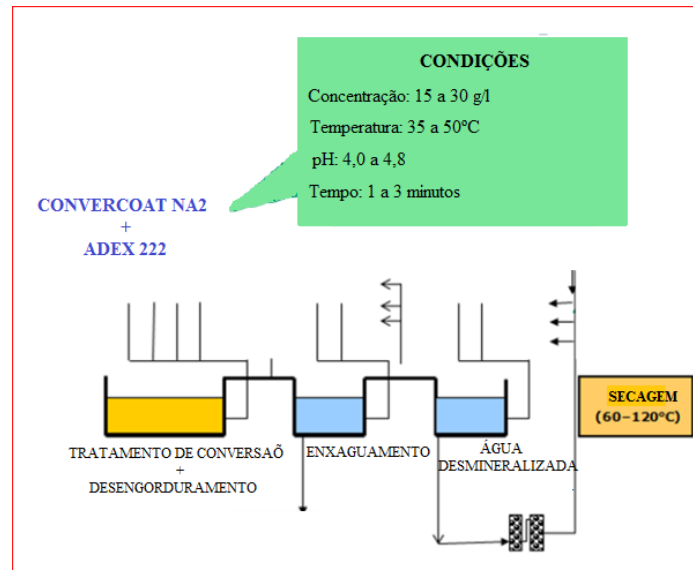 CONDIÇÕES
Concentração: 15 a 30 g/l
Temperatura: 35 a 50ºC
pH: 4,0 a 4,8
Tempo: 1 a 3 minutos
CONVERCOAT NA2
+
ADEX 222
SECAGEM
(60-120ºC)
TRATAMENTO DE CONVERSAÕ
+
DESENGORDURAMENTO
ENXAGUAMENTO
ÁGUA
DESMINERALIZADA